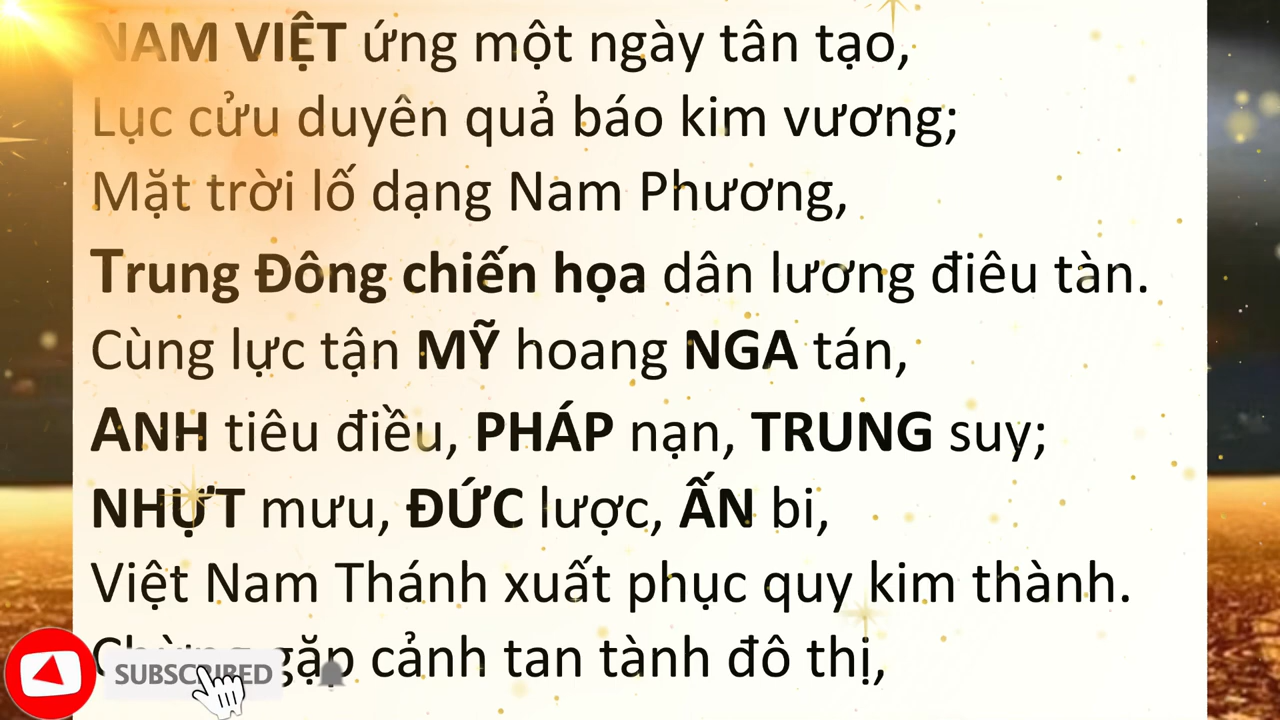 NAM VIỆT ứng một ngày tân tạo,
Lục cửu duyên quả báo kim vương;
Mặt trời lố dạng Nam Phương,
Trung Đông chiến họa dân lương điêu tàn.
Cùng lực tận MỸ hoang NGA tán,
ANH tiêu điều, PHÁP nạn, TRUNG suy;
NHỰT mưu, ĐỨC lược, ẤN bi,
Việt Nam Thánh xuất phục quy kim thành.
gặp cảnh tan tành đô thị,
SUBSCRIBED